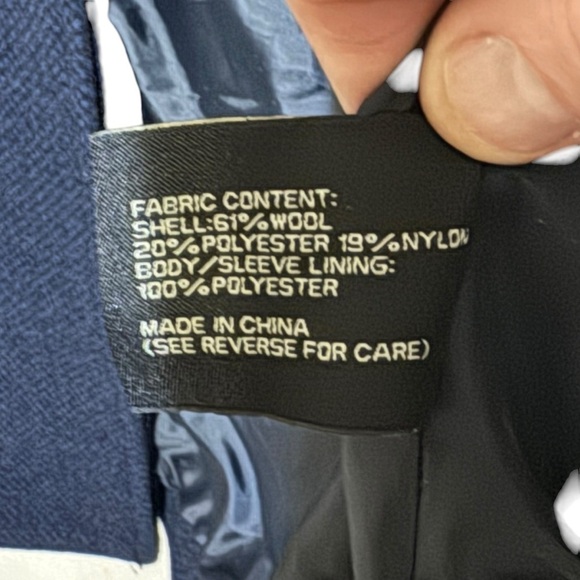 FABRIC CONTENT:
SHELL:61%WOOL
20%POLYESTER 19%NYLON
BODY/SLEEVE LINING:
100%POLYESTER
MADE IN CHINA
(SEE REVERSE FOR CARE)